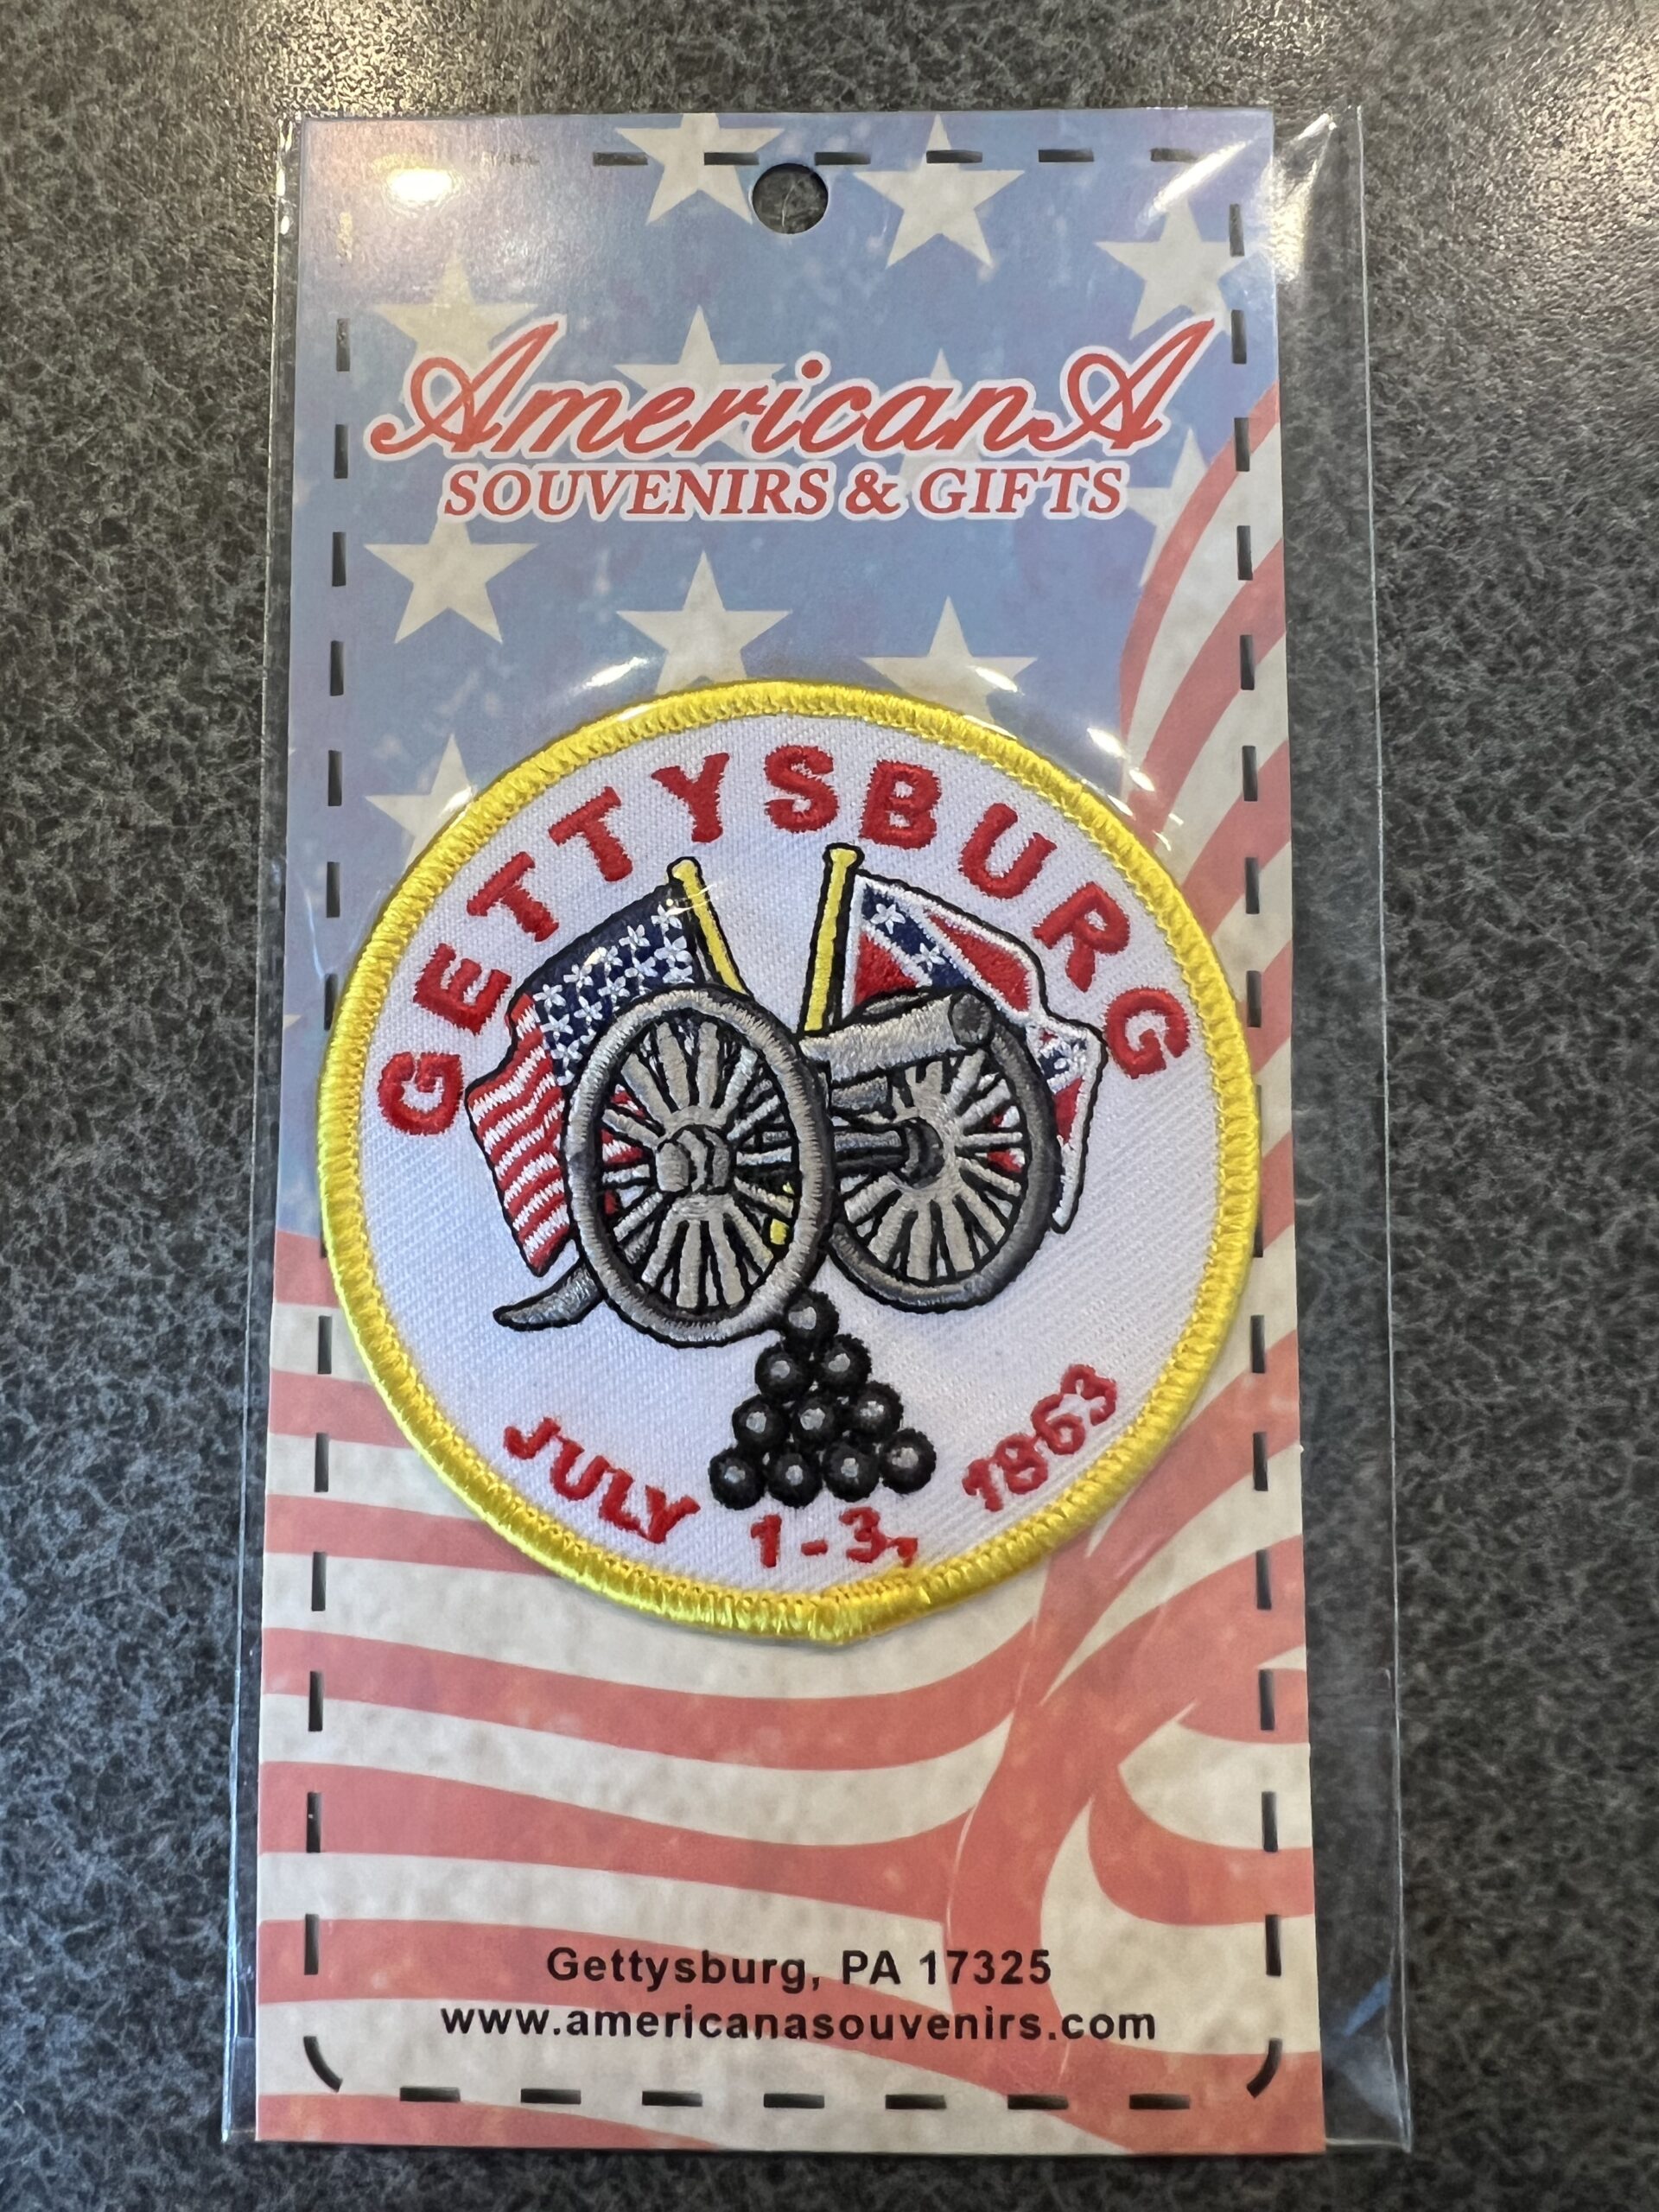 AmericanA
SOUVENIRS & GIFTS
GETTYSBURG
JULY 1-3, 1863
Gettysburg, PA 17325
www.americanasouvenirs.com